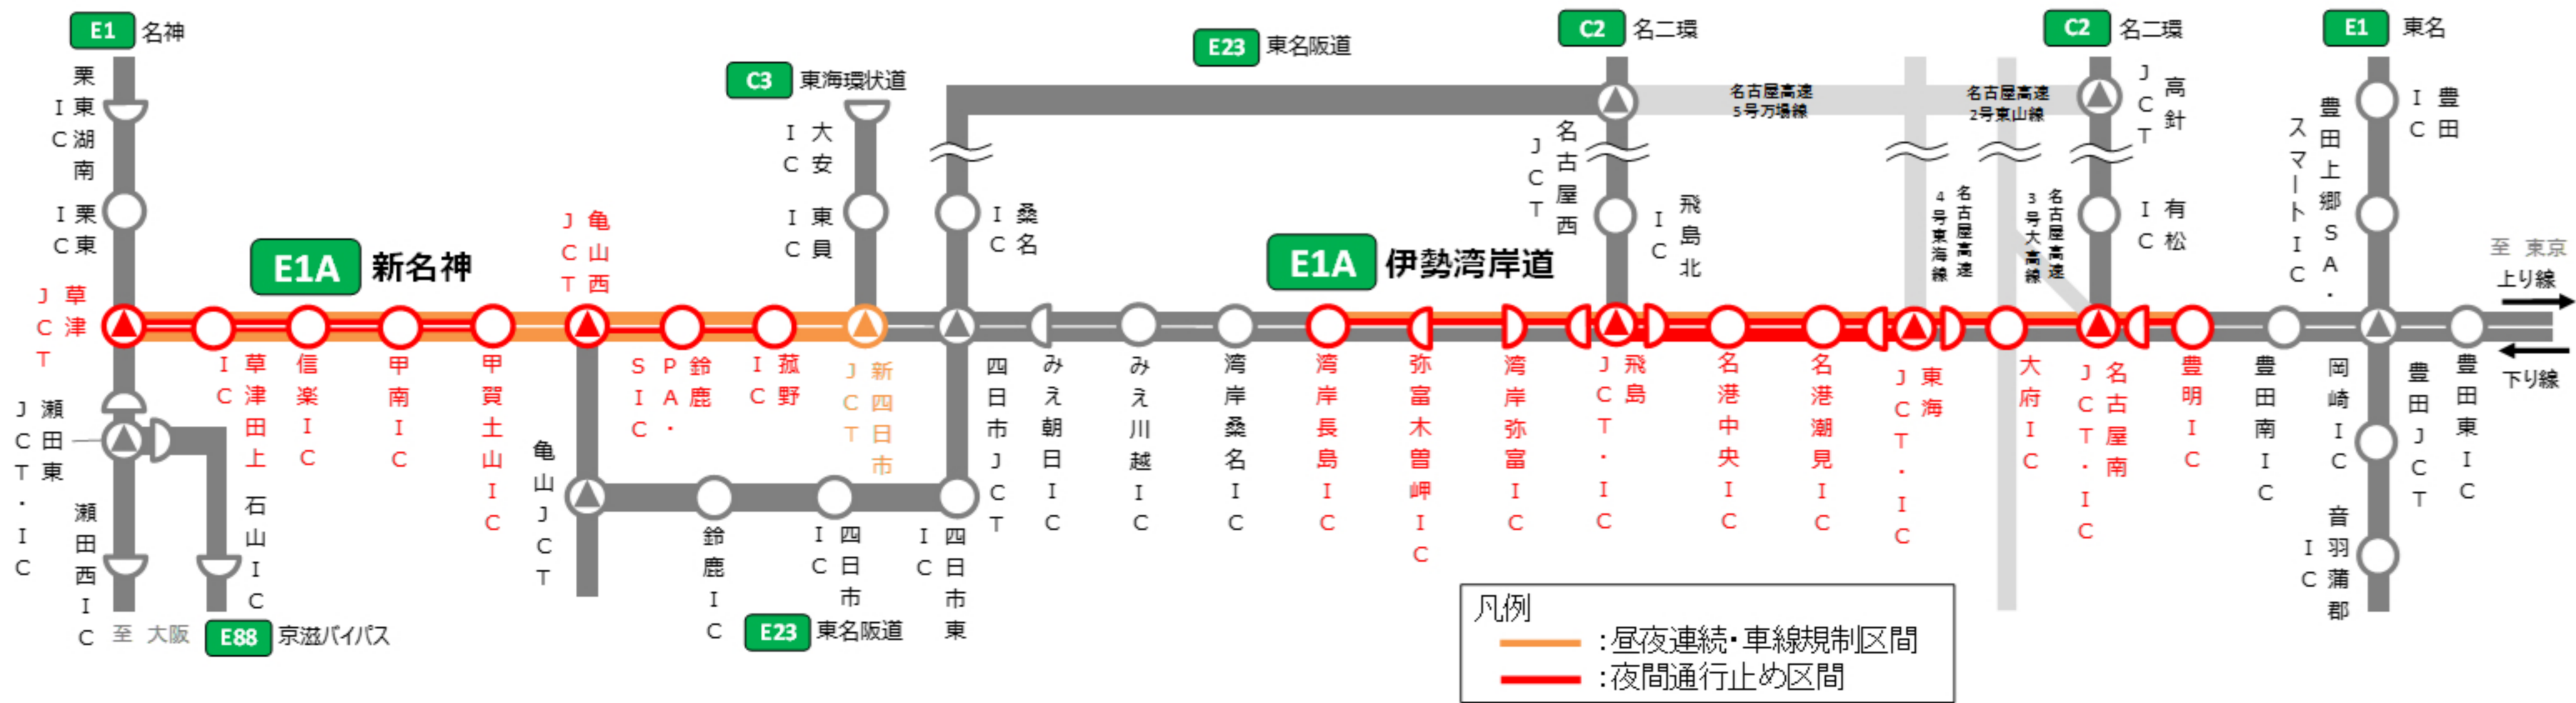 E1 名神
栗東湖南IC
栗東IC
草津JCT
E1A 新名神
草津田上IC
信楽IC
甲南IC
甲賀土山IC
亀山西JCT
鈴鹿PA・SIC
菰野IC
新四日市JCT
C3 東海環状道
大安IC
東員IC
E23 東名阪道
桑名IC
四日市JCT
みえ朝日IC
みえ川越IC
湾岸桑名IC
E1A 伊勢湾岸道
湾岸長島IC
弥富木曽岬IC
湾岸弥富IC
飛島JCT・IC
名港中央IC
名港潮見IC
東海JCT・IC
大府IC
名古屋南JCT・IC
豊明IC
豊田南IC
岡崎IC
豊田JCT
豊田東IC
C2 名二環
名古屋西JCT
飛島北IC
名古屋高速
5号万場線
名古屋高速
2号東山線
名古屋高速
4号東海線
名古屋高速
3号大高線
C2 名二環
高針JCT
有松IC
E1 東名
豊田IC
豊田上郷SA・
スマートIC
音羽蒲郡IC
至 東京
上り線
下り線
瀬田東JCT・IC
瀬田西IC
石山IC
至 大阪
E88 京滋バイパス
亀山JCT
鈴鹿IC
四日市IC
四日市東IC
E23 東名阪道
凡例
:昼夜連続・車線規制区間
:夜間通行止め区間